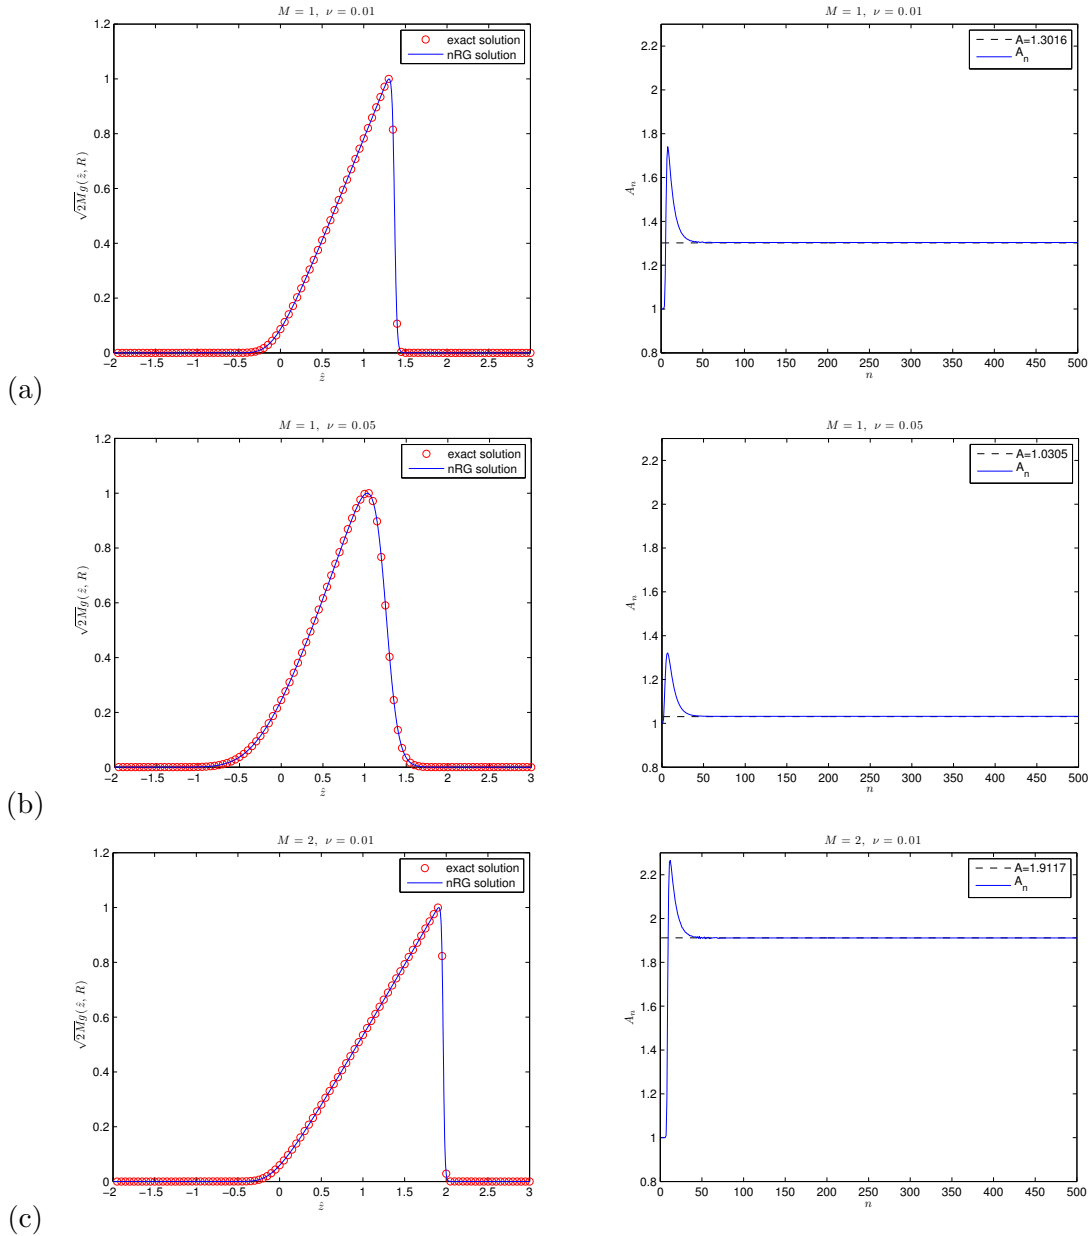 M = 1, ν = 0.01
exact solution
nRG solution
√2Mg(ẑ, R)
1.2
1
0.8
0.6
0.4
0.2
0
−2 −1.5 −1 −0.5 0 0.5 1 1.5 2 2.5 3
ẑ
M = 1, ν = 0.01
A=1.3016
A_n
A_n
2.2
2
1.8
1.6
1.4
1.2
1
0.8
0 50 100 150 200 250 300 350 400 450 500
n
(a)
M = 1, ν = 0.05
exact solution
nRG solution
√2Mg(ẑ, R)
1.2
1
0.8
0.6
0.4
0.2
0
−2 −1.5 −1 −0.5 0 0.5 1 1.5 2 2.5 3
ẑ
M = 1, ν = 0.05
A=1.0305
A_n
A_n
2.2
2
1.8
1.6
1.4
1.2
1
0.8
0 50 100 150 200 250 300 350 400 450 500
n
(b)
M = 2, ν = 0.01
exact solution
nRG solution
√2Mg(ẑ, R)
1.2
1
0.8
0.6
0.4
0.2
0
−2 −1.5 −1 −0.5 0 0.5 1 1.5 2 2.5 3
ẑ
M = 2, ν = 0.01
A=1.9117
A_n
A_n
2.2
2
1.8
1.6
1.4
1.2
1
0.8
0 50 100 150 200 250 300 350 400 450 500
n
(c)